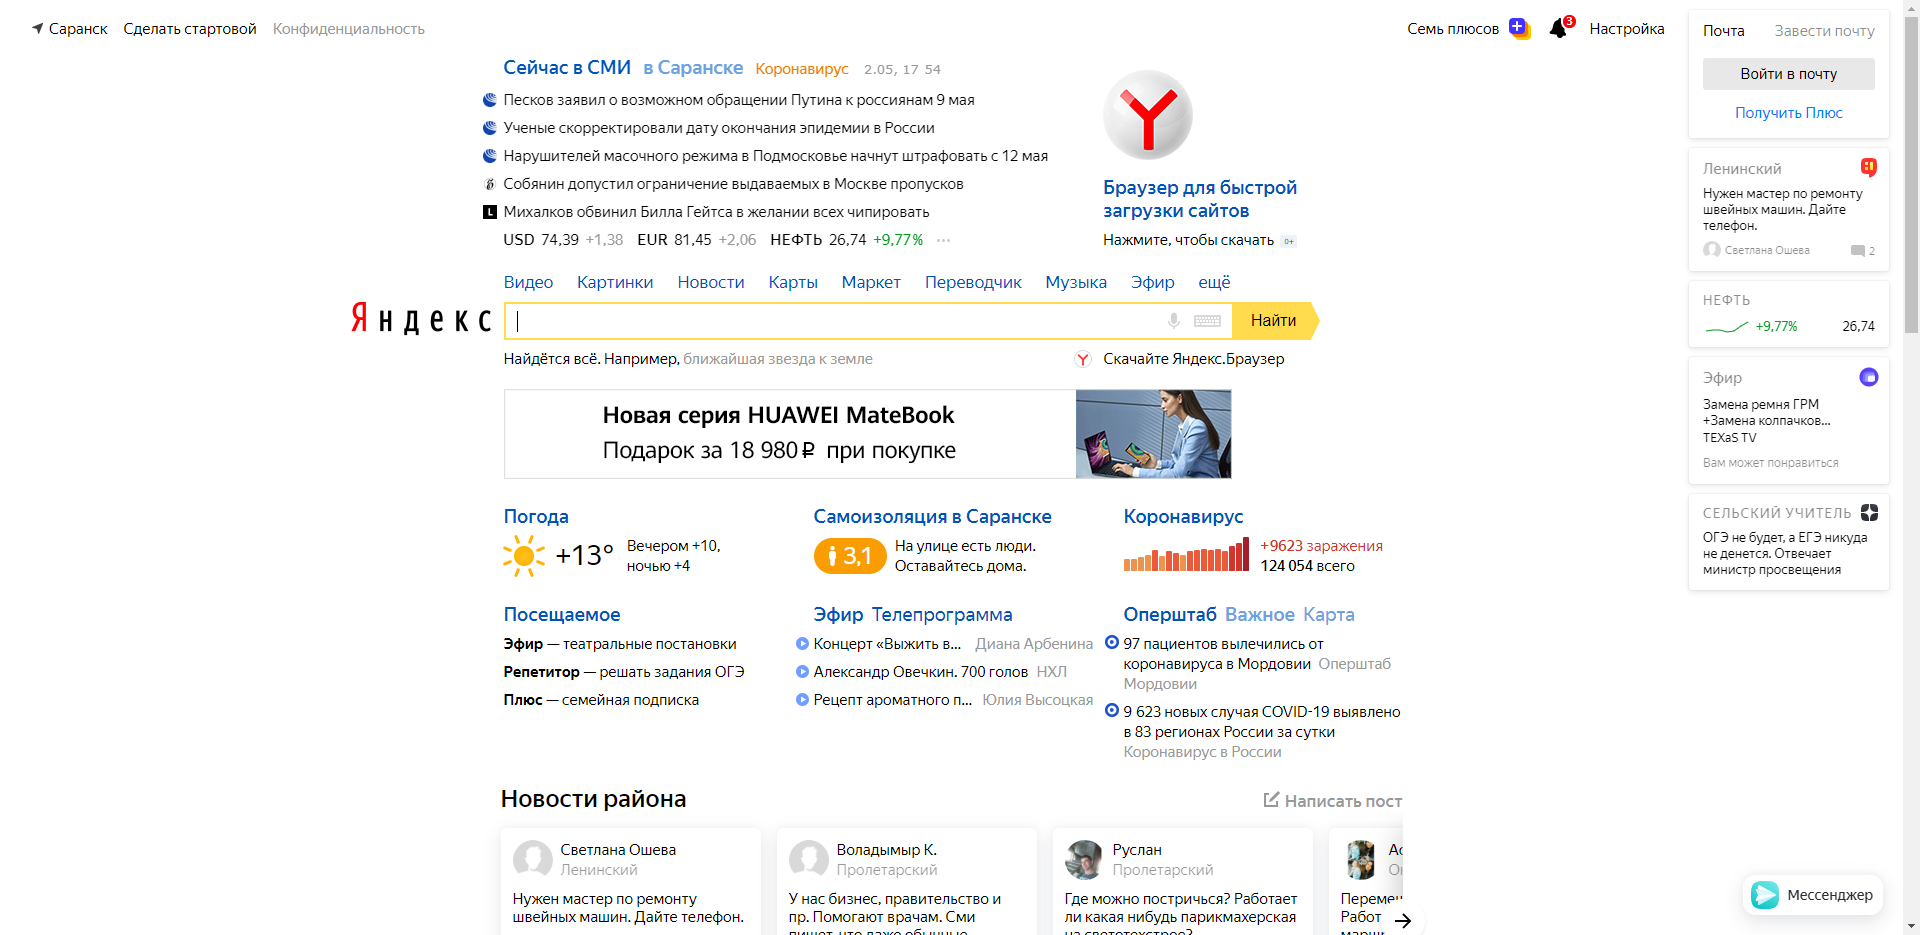 Саранск Сделать стартовой Конфиденциальность
Семь плюсов 3 Настройка
Почта Завести почту
Войти в почту
Получить Плюс
Сейчас в СМИ в Саранске Коронавирус 2.05, 17 54
Песков заявил о возможном обращении Путина к россиянам 9 мая
Ученые скорректировали дату окончания эпидемии в России
Нарушителей масочного режима в Подмосковье начнут штрафовать с 12 мая
Собянин допустил ограничение выдаваемых в Москве пропусков
L Михалков обвинил Билла Гейтса в желании всех чипировать
USD 74,39 +1,38 EUR 81,45 +2,06 НЕФТЬ 26,74 +9,77% ···
Браузер для быстрой
загрузки сайтов
Нажмите, чтобы скачать 0+
Видео Картинки Новости Карты Маркет Переводчик Музыка Эфир ещё
Яндекс
Найти
Найдётся всё. Например, ближайшая звезда к земле
Скачайте Яндекс.Браузер
Новая серия HUAWEI MateBook
Подарок за 18 980₽ при покупке
Погода
+13°
Вечером +10,
ночью +4
Самоизоляция в Саранске
3,1
На улице есть люди.
Оставайтесь дома.
Коронавирус
+9623 заражения
124 054 всего
Посещаемое
Эфир — театральные постановки
Репетитор — решать задания ОГЭ
Плюс — семейная подписка
Эфир Телепрограмма
Концерт «Выжить в... Диана Арбенина
Александр Овечкин. 700 голов НХЛ
Рецепт ароматного п... Юлия Высоцкая
Оперштаб Важное Карта
97 пациентов вылечились от
коронавируса в Мордовии Оперштаб
Мордовии
9 623 новых случая COVID-19 выявлено
в 83 регионах России за сутки
Коронавирус в России
Новости района
Написать пост
Светлана Ошева
Ленинский
Нужен мастер по ремонту
швейных машин. Дайте телефон.
Воладымыр К.
Пролетарский
У нас бизнес, правительство и
пр. Помогают врачам. Сми
пишет, что даже обычные
Руслан
Пролетарский
Где можно постричься? Работает
ли какая нибудь парикмахерская
на светотехстрое?
Перемен
Работ
Ленинский
Нужен мастер по ремонту
швейных машин. Дайте
телефон.
Светлана Ошева 2
НЕФТЬ
+9,77% 26,74
Эфир
Замена ремня ГРМ
+Замена колпачков...
TEXaS TV
Вам может понравиться
СЕЛЬСКИЙ УЧИТЕЛЬ
ОГЭ не будет, а ЕГЭ никуда
не денется. Отвечает
министр просвещения
Мессенджер